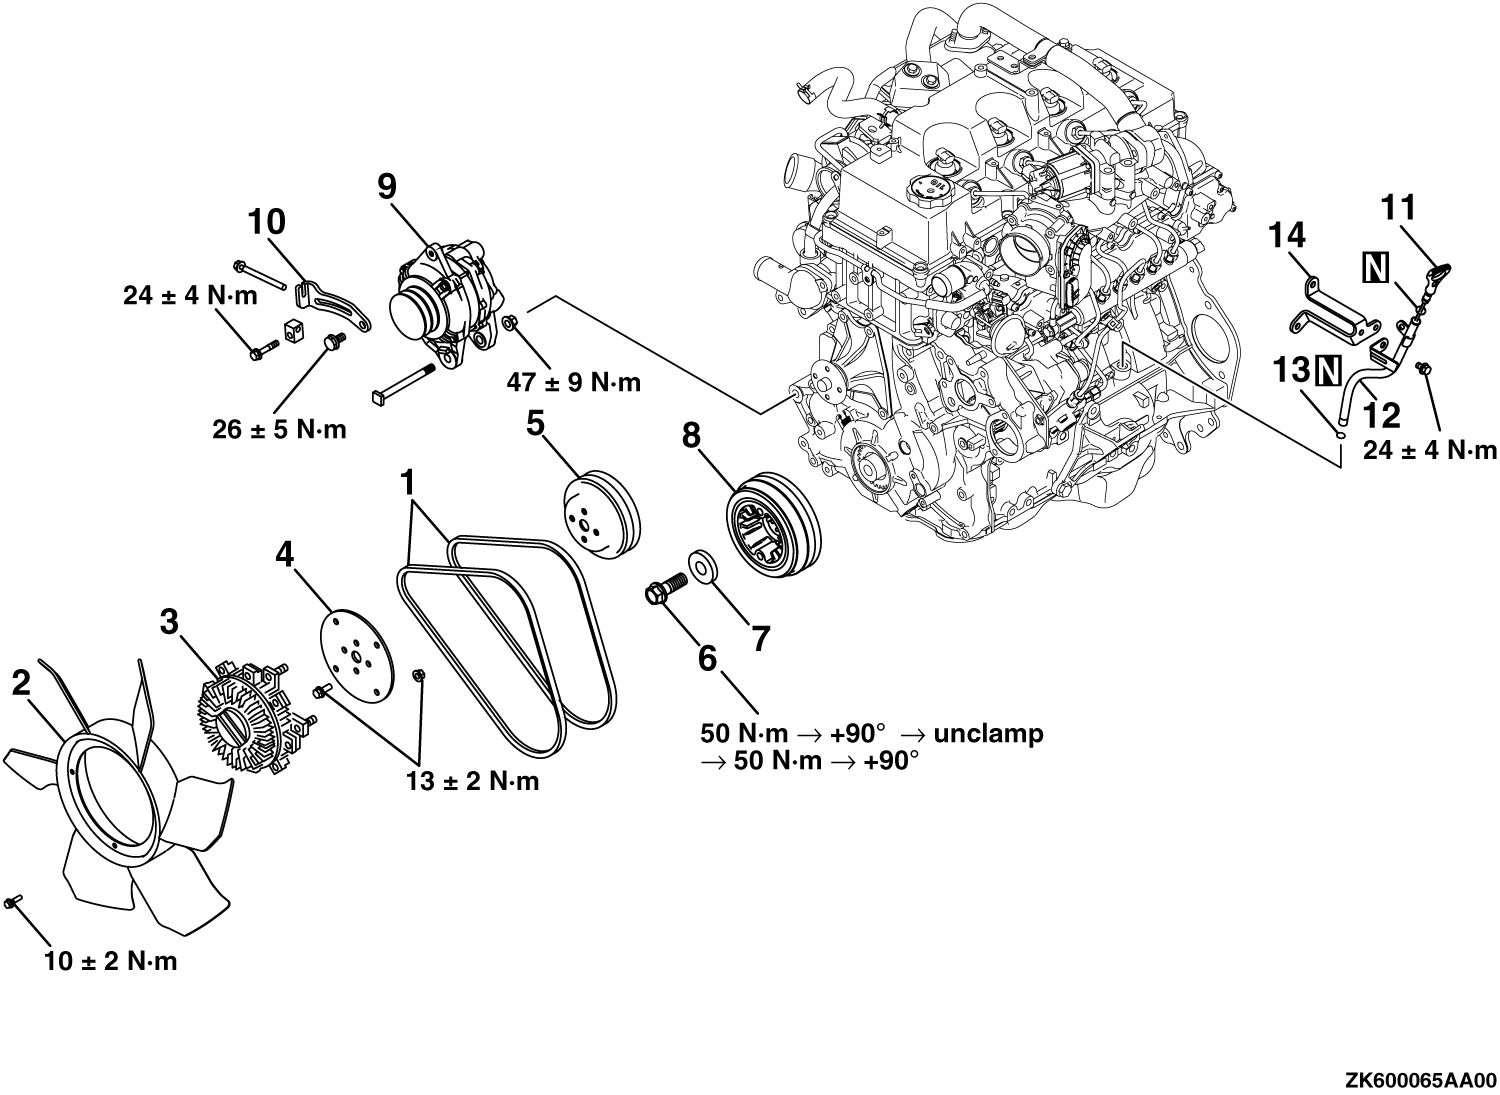 9
10
11
14
N
24 ± 4 N·m
47 ± 9 N·m
13 N
12
26 ± 5 N·m
24 ± 4 N·m
5
8
1
4
7
3
6
2
50 N·m → +90° → unclamp
→ 50 N·m → +90°
13 ± 2 N·m
10 ± 2 N·m
ZK600065AA00